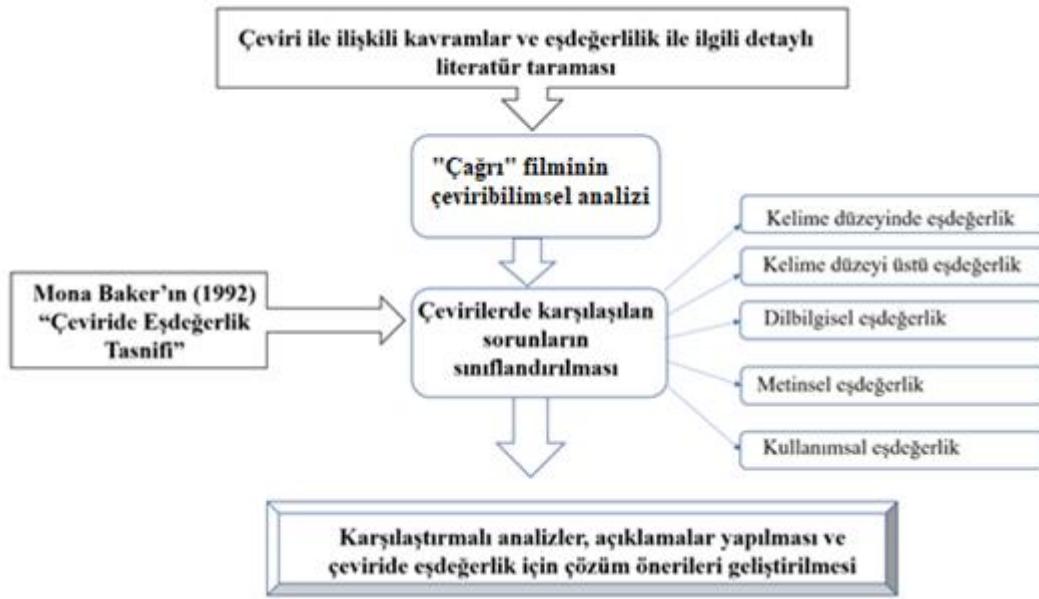 Çeviri ile ilişkili kavramlar ve eşdeğerlilik ile ilgili detaylı
literatür taraması
"Çağrı" filminin
çeviribilimsel analizi
Mona Baker’ın (1992)
“Çeviride Eşdeğerlik
Tasnifi”
Çevirilerde karşılaşılan
sorunların
sınıflandırılması
Kelime düzeyinde eşdeğerlik
Kelime düzeyi üstü eşdeğerlik
Dilbilgisel eşdeğerlik
Metinsel eşdeğerlik
Kullanımsal eşdeğerlik
Karşılaştırmalı analizler, açıklamalar yapılması ve
çeviride eşdeğerlik için çözüm önerileri geliştirilmesi